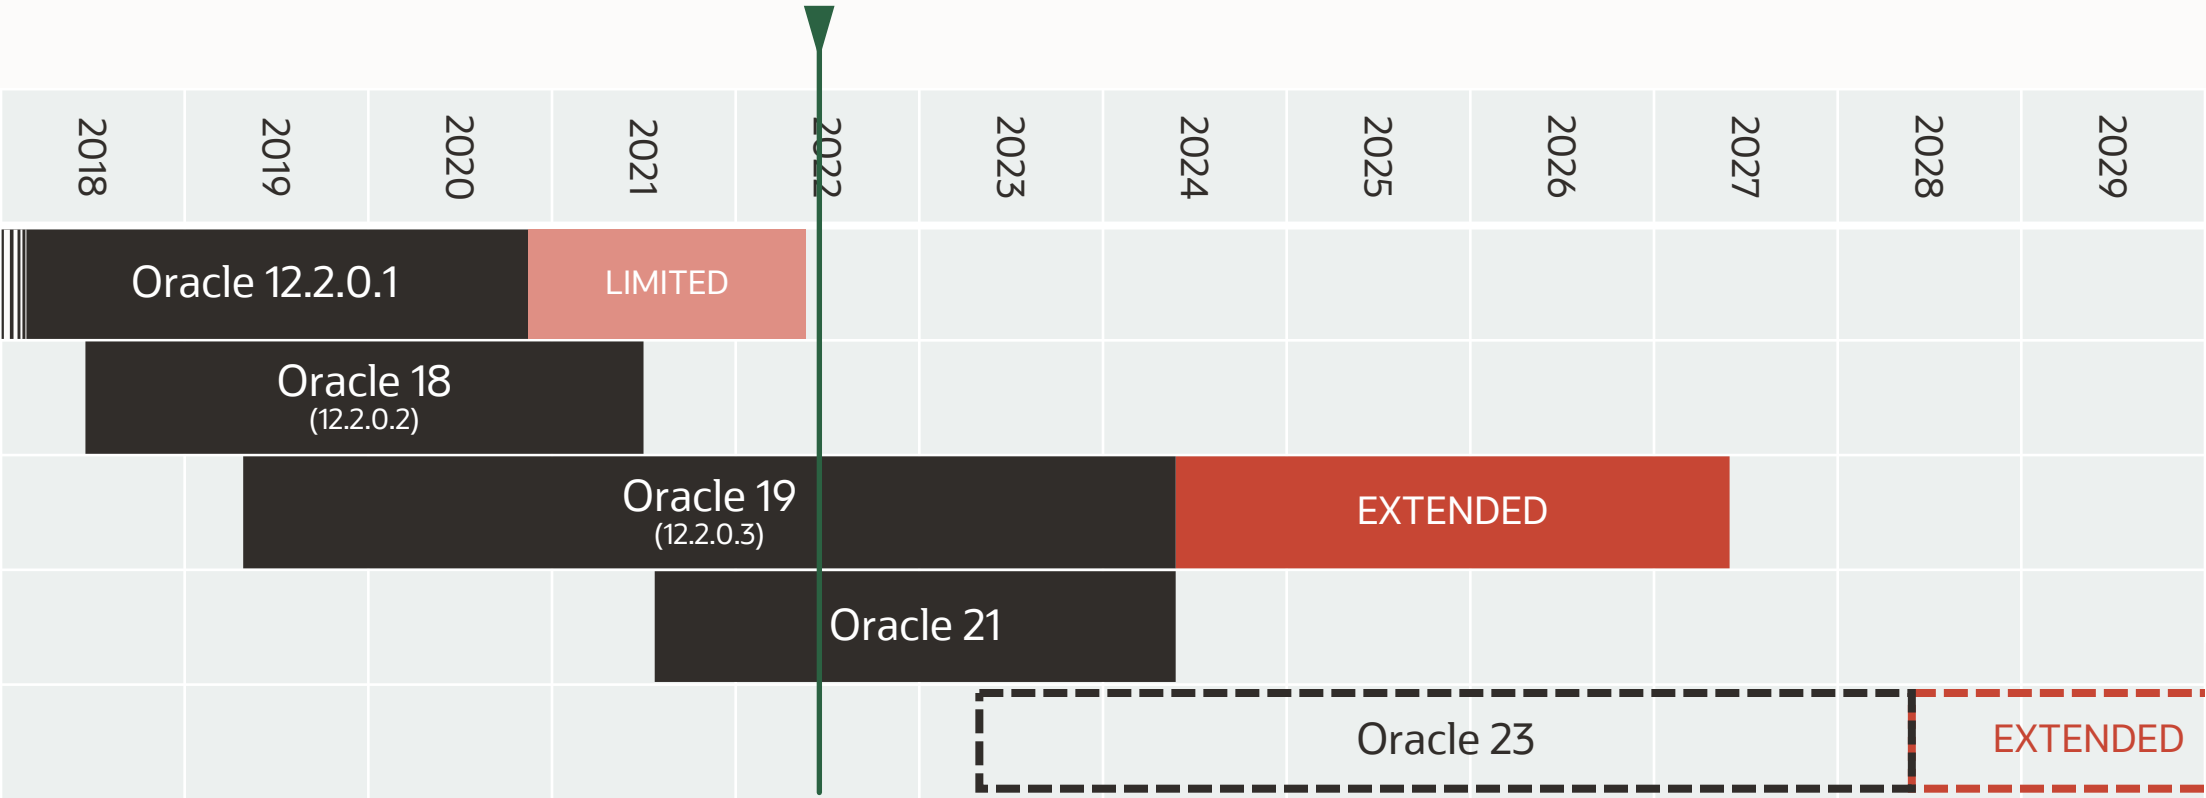 2018 2019 2020 2021 2022 2023 2024 2025 2026 2027 2028 2029
Oracle 12.2.0.1
LIMITED
Oracle 18
(12.2.0.2)
Oracle 19
(12.2.0.3)
EXTENDED
Oracle 21
Oracle 23
EXTENDED